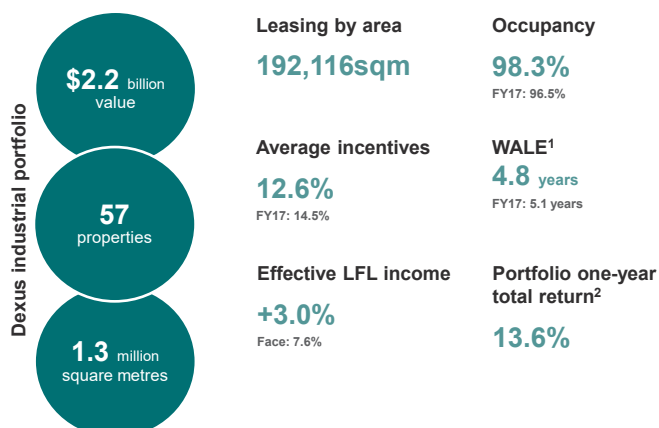 Dexus industrial portfolio
$2.2 billion
value
57
properties
1.3 million
square metres
Leasing by area
192,116sqm
Occupancy
98.3%
FY17: 96.5%
Average incentives
12.6%
FY17: 14.5%
WALE¹
4.8 years
FY17: 5.1 years
Effective LFL income
+3.0%
Face: 7.6%
Portfolio one-year
total return²
13.6%